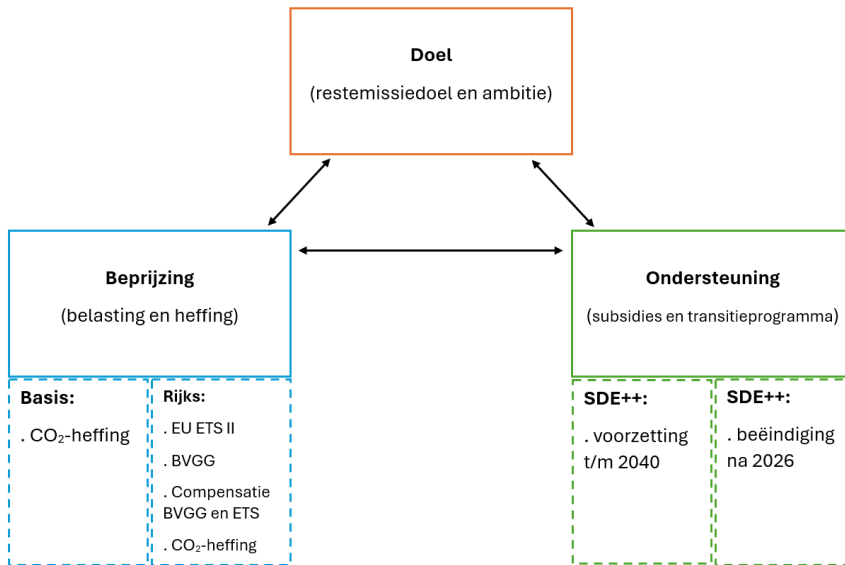 Doel
(restemissiedoel en ambitie)
Beprijzing
(belasting en heffing)
Ondersteuning
(subsidies en transitieprogramma)
Basis:
. CO₂-heffing
Rijks:
. EU ETS II
. BVGG
. Compensatie
BVGG en ETS
. CO₂-heffing
SDE++:
. voorzetting
t/m 2040
SDE++:
. beëindiging
na 2026